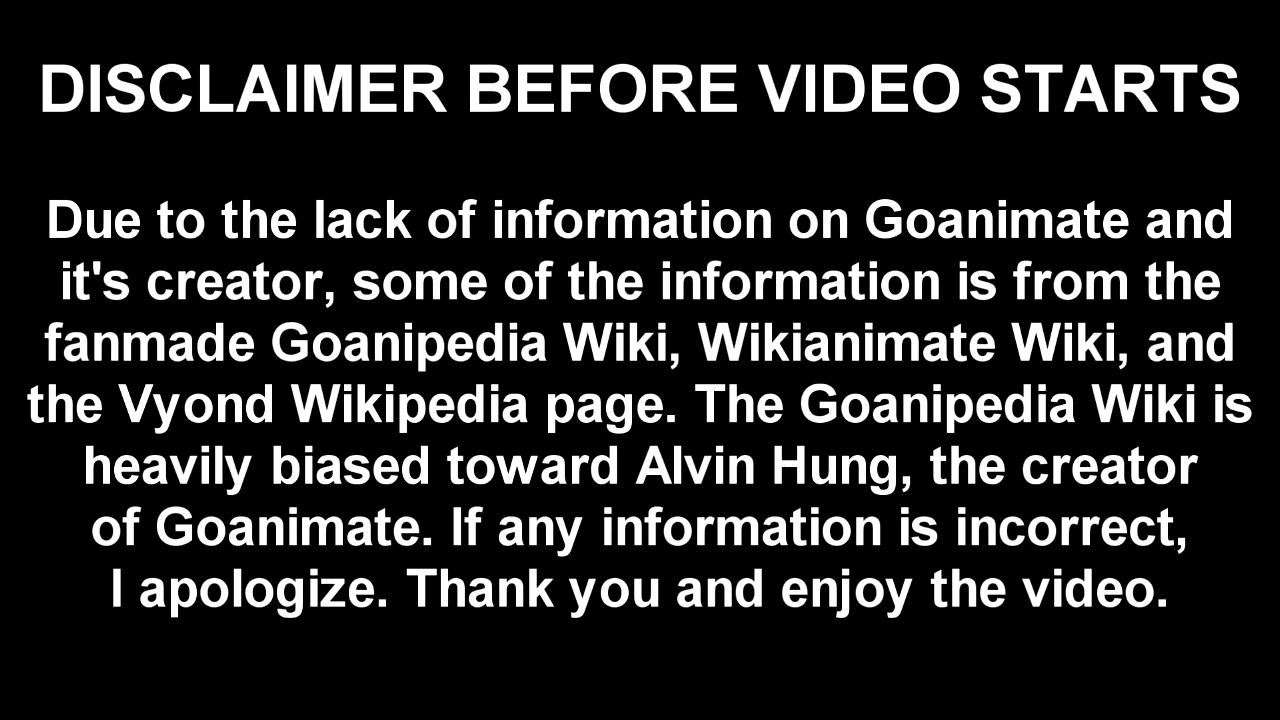 DISCLAIMER BEFORE VIDEO STARTS
Due to the lack of information on Goanimate and
it's creator, some of the information is from the
fanmade Goanipedia Wiki, Wikianimate Wiki, and
the Vyond Wikipedia page. The Goanipedia Wiki is
heavily biased toward Alvin Hung, the creator
of Goanimate. If any information is incorrect,
I apologize. Thank you and enjoy the video.